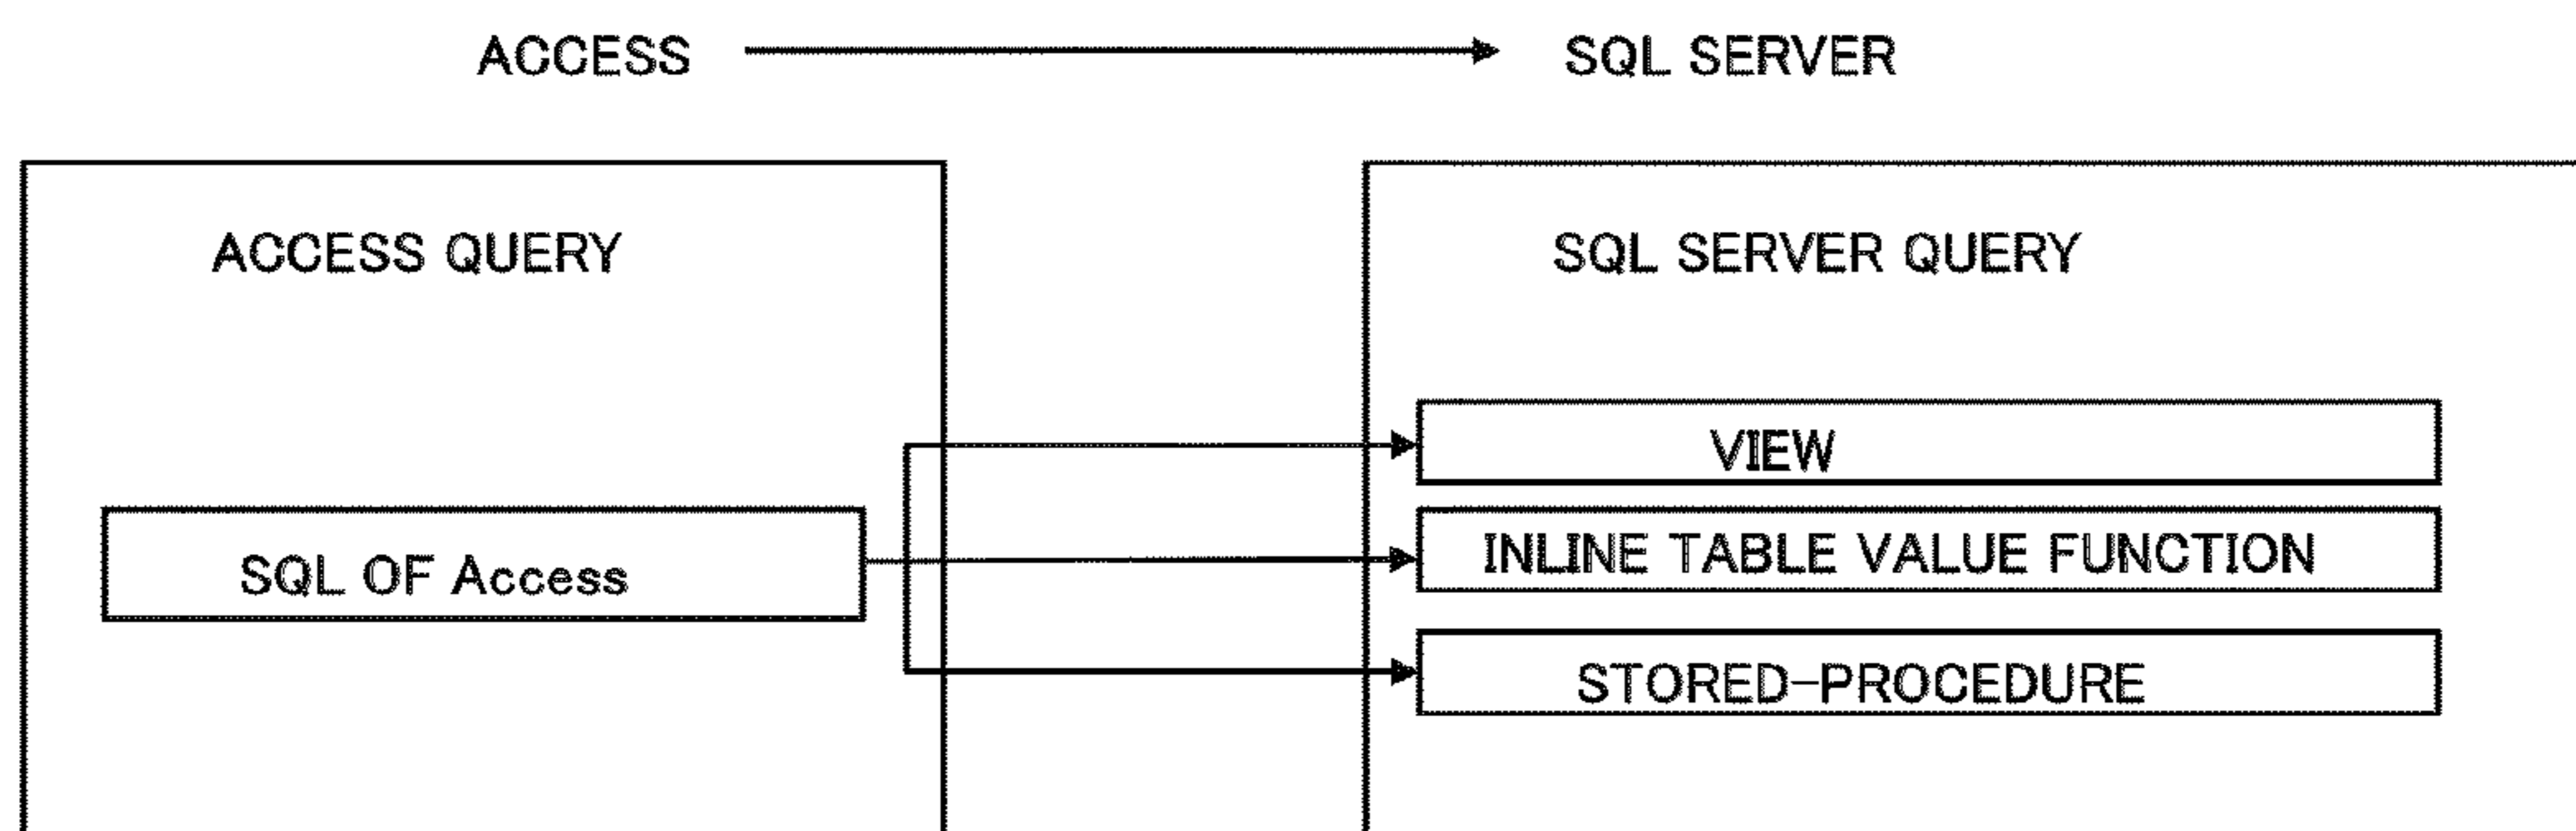 ACCESS
SQL SERVER
ACCESS QUERY
SQL SERVER QUERY
SQL OF Access
VIEW
INLINE TABLE VALUE FUNCTION
STORED-PROCEDURE